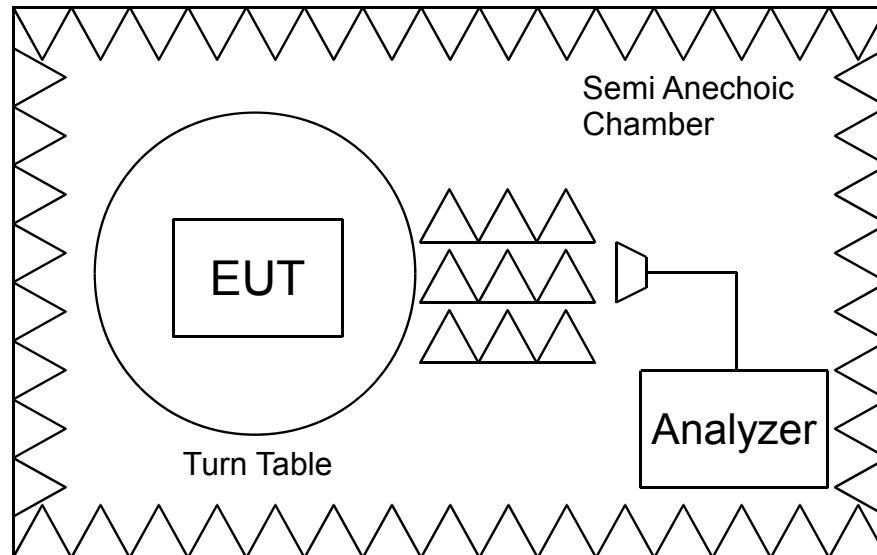 Semi Anechoic
Chamber
EUT
Analyzer
Turn Table